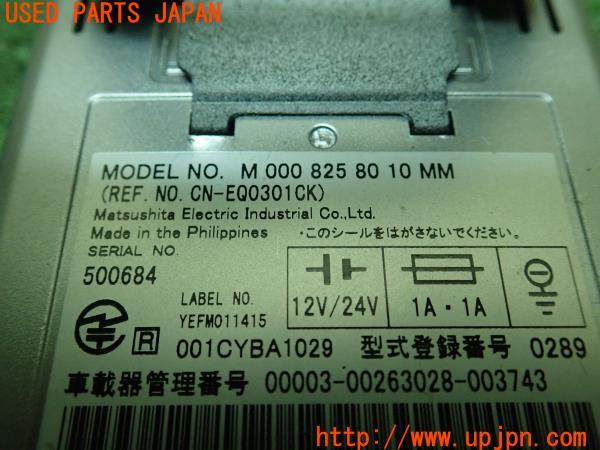 USED PARTS JAPAN
MODEL NO. M 000 825 80 10 MM
(REF. NO. CN-EQ0301CK)
Matsushita Electric Industrial Co.,Ltd.
Made in the Philippines ・このシールをはがさないでください。
SERIAL NO.
500684
LABEL NO.
YEFM011415
12V/24V
1A・1A
R 001CYBA1029 型式登録番号 0289
車載器管理番号 00003-00263028-003743
http://www.upjpn.com/